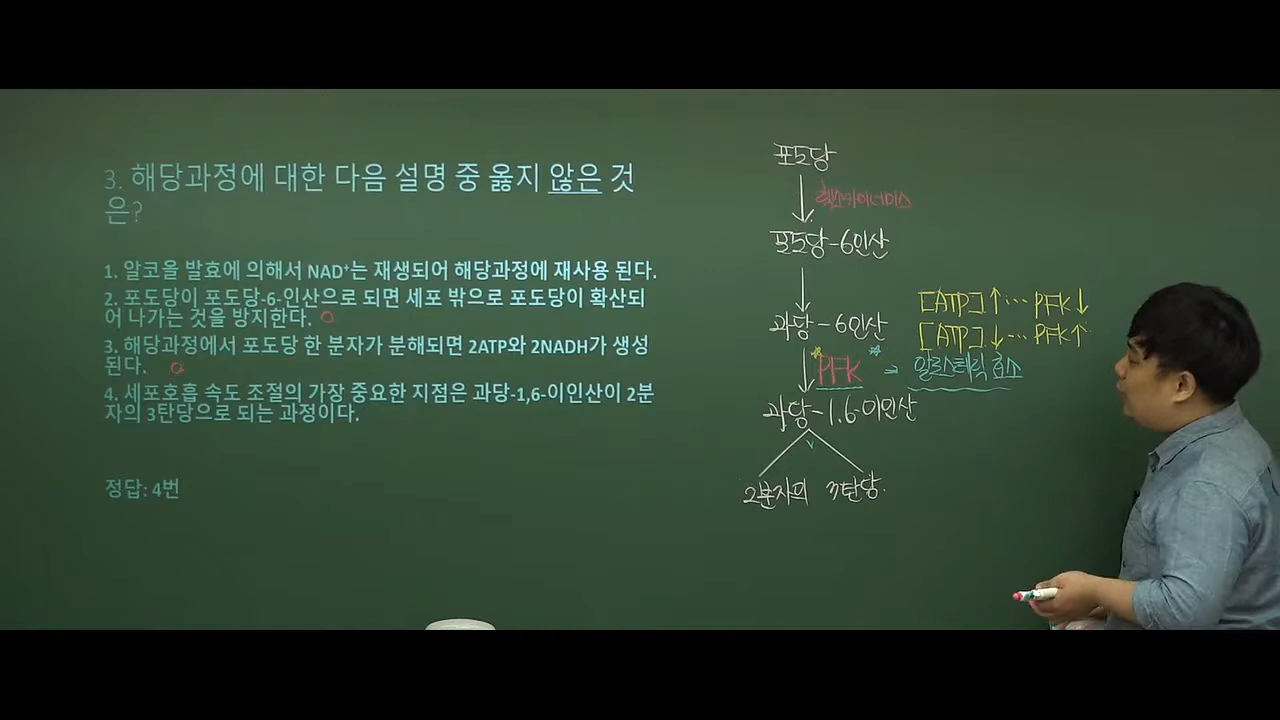 3. 해당과정에 대한 다음 설명 중 옳지 않은 것
은?
1. 알코올 발효에 의해서 NAD⁺는 재생되어 해당과정에 재사용 된다.
2. 포도당이 포도당-6-인산으로 되면 세포 밖으로 포도당이 확산되
어 나가는 것을 방지한다.
3. 해당과정에서 포도당 한 분자가 분해되면 2ATP와 2NADH가 생성
된다.
4. 세포호흡 속도 조절의 가장 중요한 지점은 과당-1,6-이인산이 2분
자의 3탄당으로 되는 과정이다.
정답: 4번
포도당
헥소카이네이스
포도당-6인산
과당-6인산
[ATP]↑… PFK↓
[ATP]↓… PFK↑
PFK → 알로스테릭 효소
과당-1.6-이인산
2분자의 3탄당.